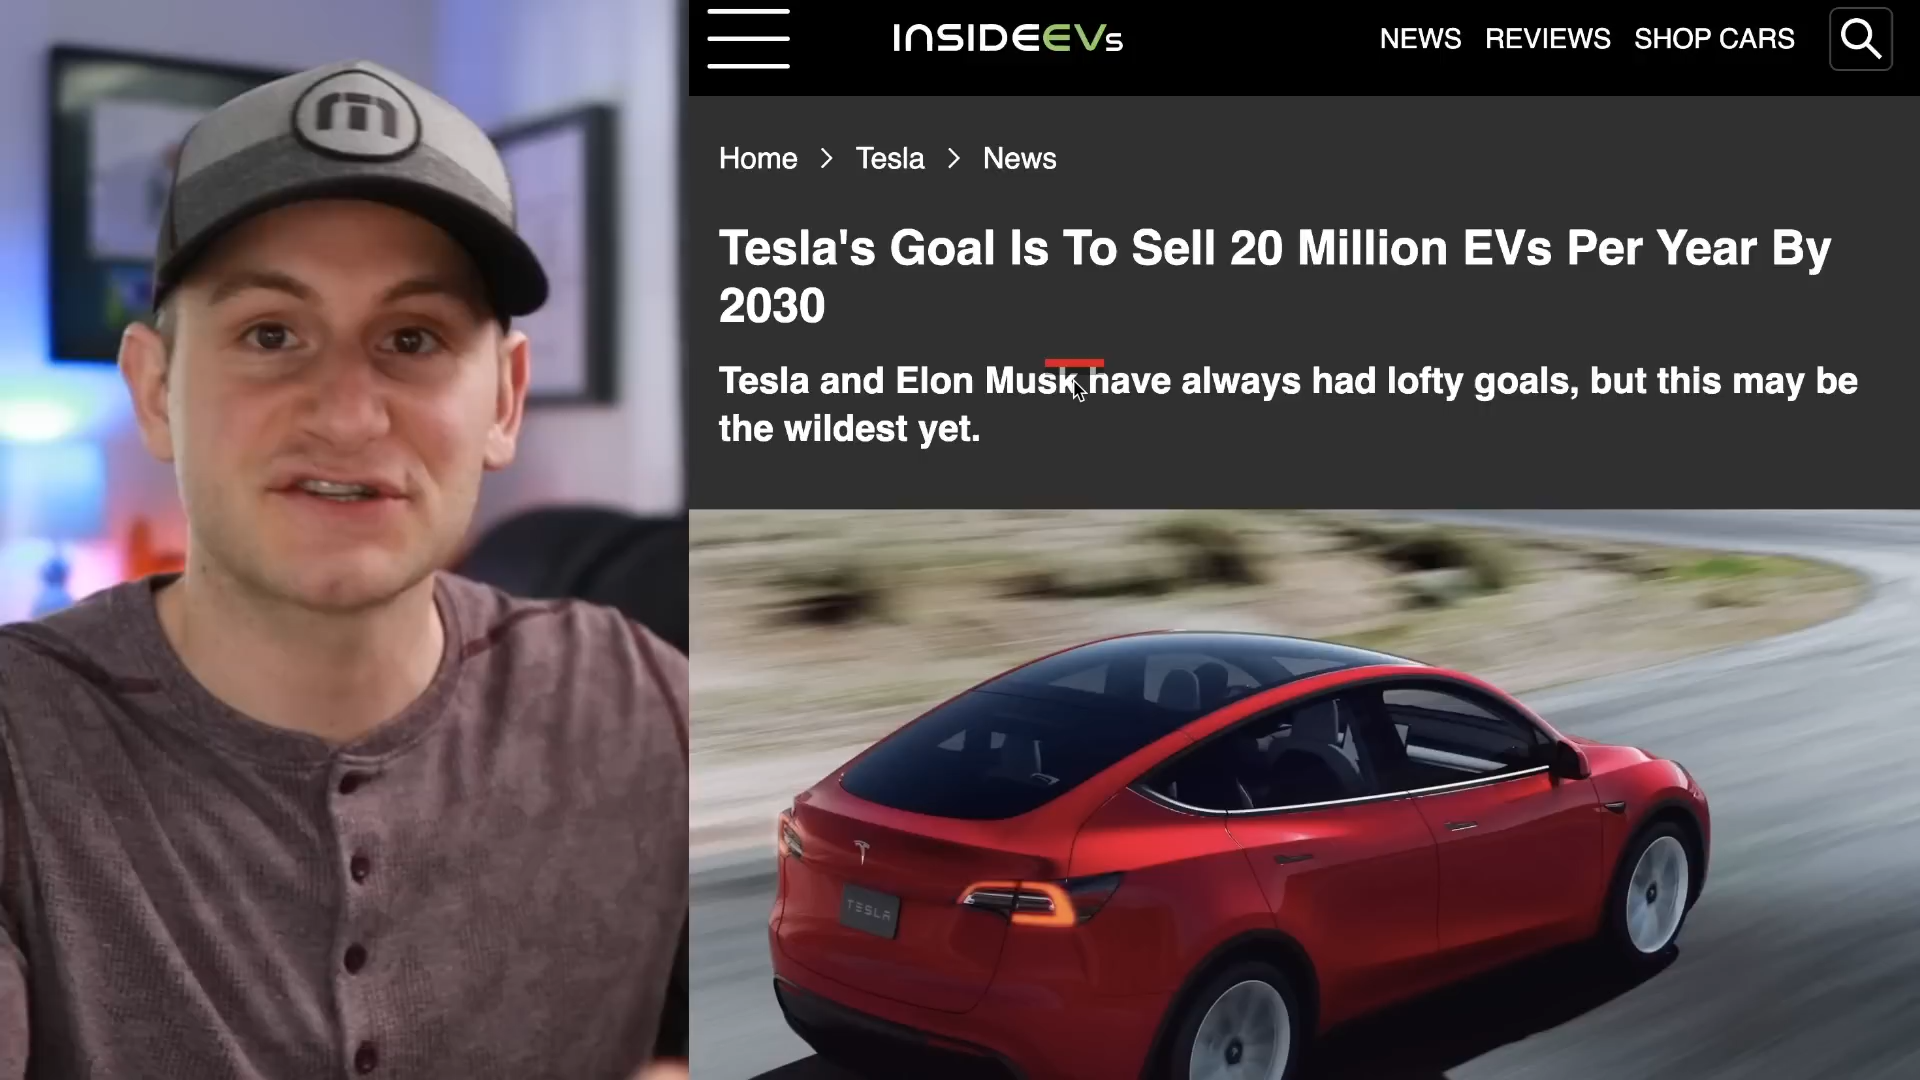 INSIDEEVs
NEWS REVIEWS SHOP CARS
Home > Tesla > News
Tesla's Goal Is To Sell 20 Million EVs Per Year By
2030
Tesla and Elon Musk have always had lofty goals, but this may be
the wildest yet.
TESLA